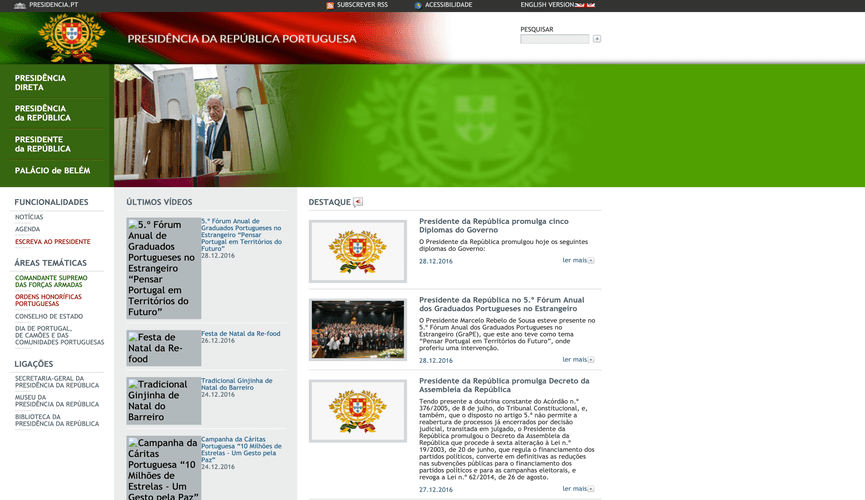 PRESIDENCIA.PT
SUBSCREVER RSS
ACESSIBILIDADE
ENGLISH VERSION
PRESIDÊNCIA DA REPÚBLICA PORTUGUESA
PESQUISAR
PRESIDÊNCIA
DIRETA
PRESIDÊNCIA
da REPÚBLICA
PRESIDENTE
da REPÚBLICA
PALÁCIO de BELÉM
FUNCIONALIDADES
NOTÍCIAS
AGENDA
ESCREVA AO PRESIDENTE
ÁREAS TEMÁTICAS
COMANDANTE SUPREMO
DAS FORÇAS ARMADAS
ORDENS HONORÍFICAS
PORTUGUESAS
CONSELHO DE ESTADO
DIA DE PORTUGAL,
DE CAMÕES E DAS
COMUNIDADES PORTUGUESAS
LIGAÇÕES
SECRETARIA-GERAL DA
PRESIDÊNCIA DA REPÚBLICA
MUSEU DA
PRESIDÊNCIA DA REPÚBLICA
BIBLIOTECA DA
PRESIDÊNCIA DA REPÚBLICA
ÚLTIMOS VÍDEOS
5.º Fórum
Anual de
Graduados
Portugueses no
Estrangeiro
“Pensar
Portugal em
Territórios do
Futuro”
5.º Fórum Anual de
Graduados Portugueses no
Estrangeiro “Pensar
Portugal em Territórios do
Futuro”
28.12.2016
Festa de
Natal da Re-
food
Festa de Natal da Re-food
26.12.2016
Tradicional
Ginjinha de
Natal do
Barreiro
Tradicional Ginjinha de
Natal do Barreiro
24.12.2016
Campanha da
Cáritas
Portuguesa “10
Milhões de
Estrelas - Um
Gesto pela Paz”
Campanha da Cáritas
Portuguesa “10 Milhões de
Estrelas - Um Gesto pela
Paz”
24.12.2016
DESTAQUE
Presidente da República promulga cinco
Diplomas do Governo
O Presidente da República promulgou hoje os seguintes
diplomas do Governo:
28.12.2016
ler mais
Presidente da República no 5.º Fórum Anual
dos Graduados Portugueses no Estrangeiro
O Presidente Marcelo Rebelo de Sousa esteve presente no
5.º Fórum Anual dos Graduados Portugueses no
Estrangeiro (GraPE), que este ano teve como tema
“Pensar Portugal em Territórios do Futuro”, onde
proferiu uma intervenção.
28.12.2016
ler mais
Presidente da República promulga Decreto da
Assembleia da República
Tendo presente a doutrina constante do Acórdão n.º
376/2005, de 8 de julho, do Tribunal Constitucional, e,
também, que o disposto no artigo 5.º não permite a
reabertura de processos já encerrados por decisão
judicial, transitada em julgado, o Presidente da
República promulgou o Decreto da Assembleia da
República que procede à sexta alteração à Lei n.º
19/2003, de 20 de junho, que regula o financiamento dos
partidos políticos, converte em definitivas as reduções
nas subvenções públicas para o financiamento dos
partidos políticos e para as campanhas eleitorais, e
revoga a Lei n.º 62/2014, de 26 de agosto.
27.12.2016
ler mais